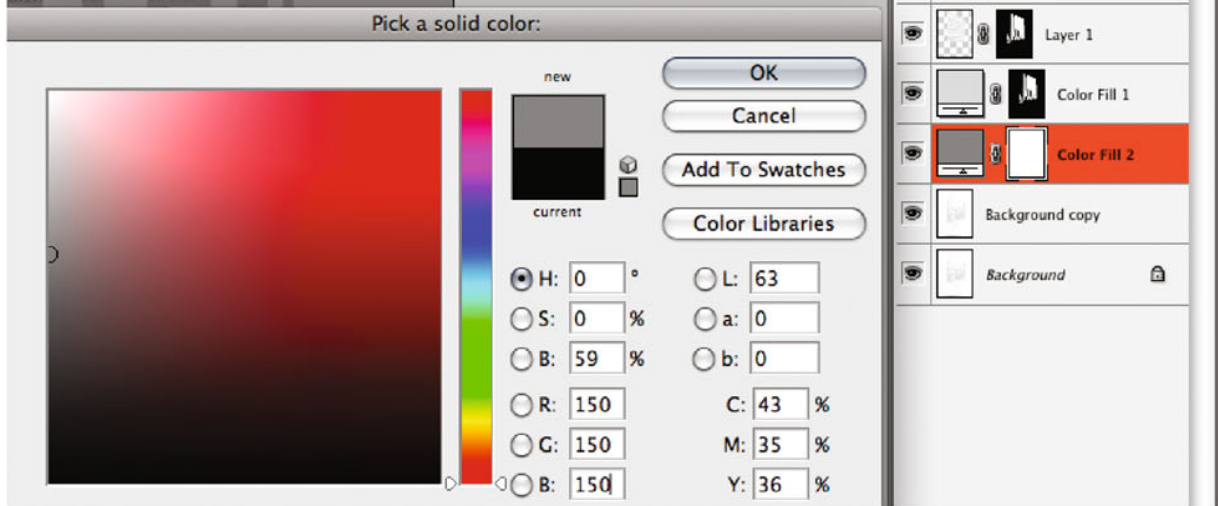 Pick a solid color:
new
current
OK
Cancel
Add To Swatches
Color Libraries
H: 0 °
S: 0 %
B: 59 %
R: 150
G: 150
B: 150
L: 63
a: 0
b: 0
C: 43 %
M: 35 %
Y: 36 %
Layer 1
Color Fill 1
Color Fill 2
Background copy
Background